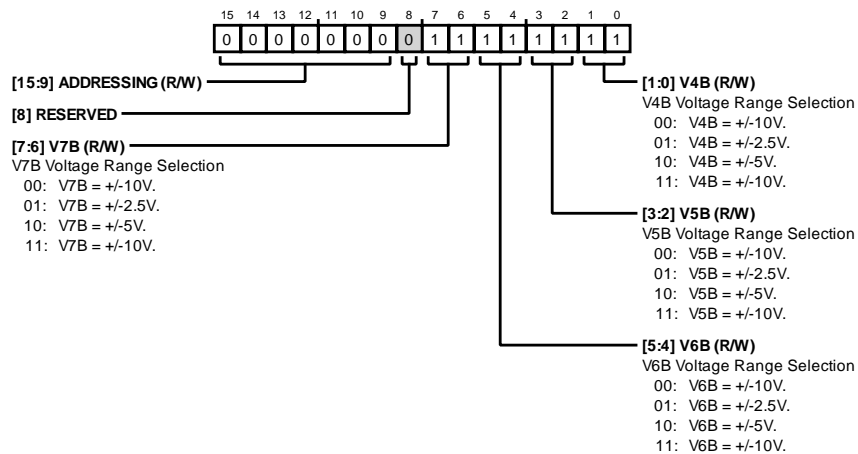 15 14 13 12 11 10 9 8 7 6 5 4 3 2 1 0
0 0 0 0 0 0 0 0 1 1 1 1 1 1 1 1
[15:9] ADDRESSING (R/W)
[8] RESERVED
[7:6] V7B (R/W)
V7B Voltage Range Selection
00: V7B = +/-10V.
01: V7B = +/-2.5V.
10: V7B = +/-5V.
11: V7B = +/-10V.
[1:0] V4B (R/W)
V4B Voltage Range Selection
00: V4B = +/-10V.
01: V4B = +/-2.5V.
10: V4B = +/-5V.
11: V4B = +/-10V.
[3:2] V5B (R/W)
V5B Voltage Range Selection
00: V5B = +/-10V.
01: V5B = +/-2.5V.
10: V5B = +/-5V.
11: V5B = +/-10V.
[5:4] V6B (R/W)
V6B Voltage Range Selection
00: V6B = +/-10V.
01: V6B = +/-2.5V.
10: V6B = +/-5V.
11: V6B = +/-10V.